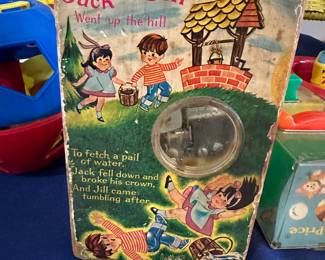 Jack
Went up the hill
To fetch a pail
of water.
Jack fell down and
broke his crown,
And Jill came
tumbling after.
price